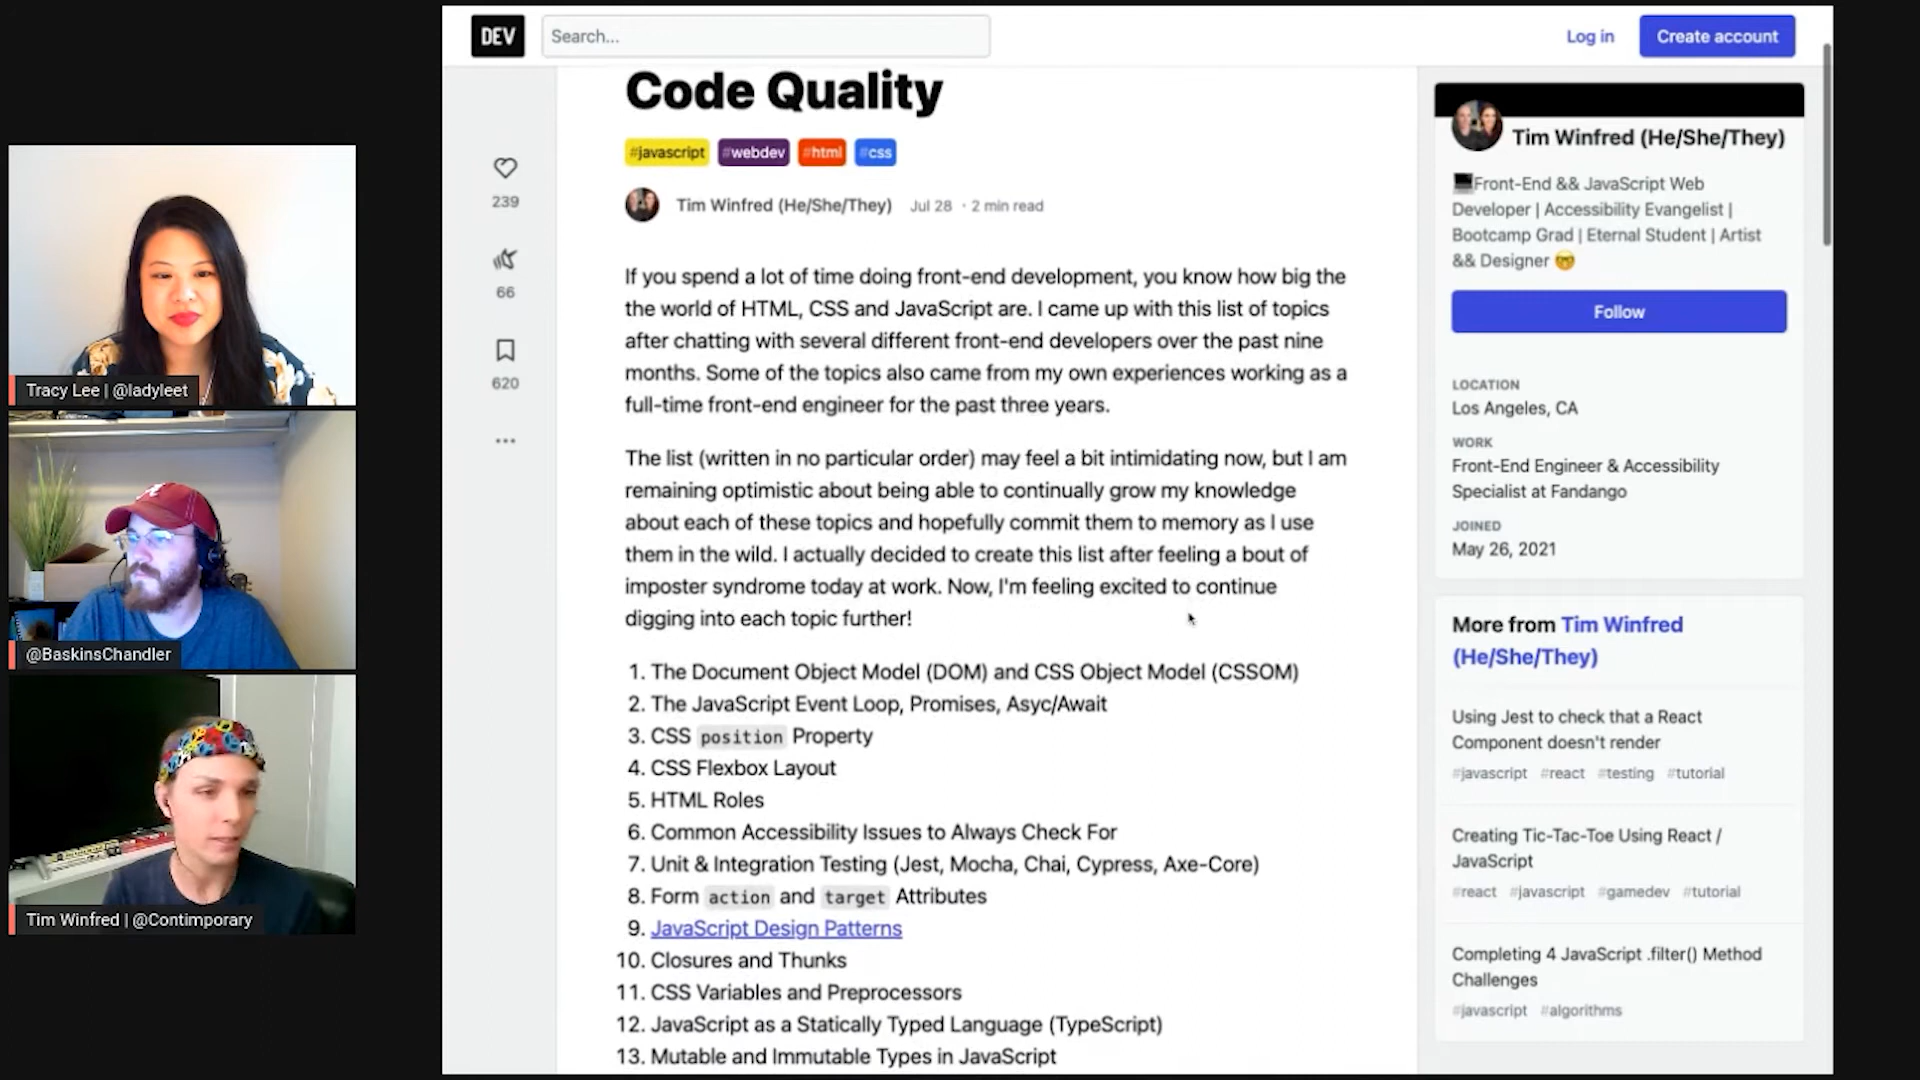 DEV
Search...
Log in
Create account
Code Quality
#javascript #webdev #html #css
Tim Winfred (He/She/They) Jul 28 · 2 min read
239
66
620
If you spend a lot of time doing front-end development, you know how big the
the world of HTML, CSS and JavaScript are. I came up with this list of topics
after chatting with several different front-end developers over the past nine
months. Some of the topics also came from my own experiences working as a
full-time front-end engineer for the past three years.
The list (written in no particular order) may feel a bit intimidating now, but I am
remaining optimistic about being able to continually grow my knowledge
about each of these topics and hopefully commit them to memory as I use
them in the wild. I actually decided to create this list after feeling a bout of
imposter syndrome today at work. Now, I'm feeling excited to continue
digging into each topic further!
1. The Document Object Model (DOM) and CSS Object Model (CSSOM)
2. The JavaScript Event Loop, Promises, Asyc/Await
3. CSS position Property
4. CSS Flexbox Layout
5. HTML Roles
6. Common Accessibility Issues to Always Check For
7. Unit & Integration Testing (Jest, Mocha, Chai, Cypress, Axe-Core)
8. Form action and target Attributes
9. JavaScript Design Patterns
10. Closures and Thunks
11. CSS Variables and Preprocessors
12. JavaScript as a Statically Typed Language (TypeScript)
13. Mutable and Immutable Types in JavaScript
Tim Winfred (He/She/They)
Front-End && JavaScript Web
Developer | Accessibility Evangelist |
Bootcamp Grad | Eternal Student | Artist
&& Designer 🤓
Follow
LOCATION
Los Angeles, CA
WORK
Front-End Engineer & Accessibility
Specialist at Fandango
JOINED
May 26, 2021
More from Tim Winfred
(He/She/They)
Using Jest to check that a React
Component doesn't render
#javascript #react #testing #tutorial
Creating Tic-Tac-Toe Using React /
JavaScript
#react #javascript #gamedev #tutorial
Completing 4 JavaScript .filter() Method
Challenges
#javascript #algorithms
Tracy Lee | @ladyleet
@BaskinsChandler
Tim Winfred | @Contimporary